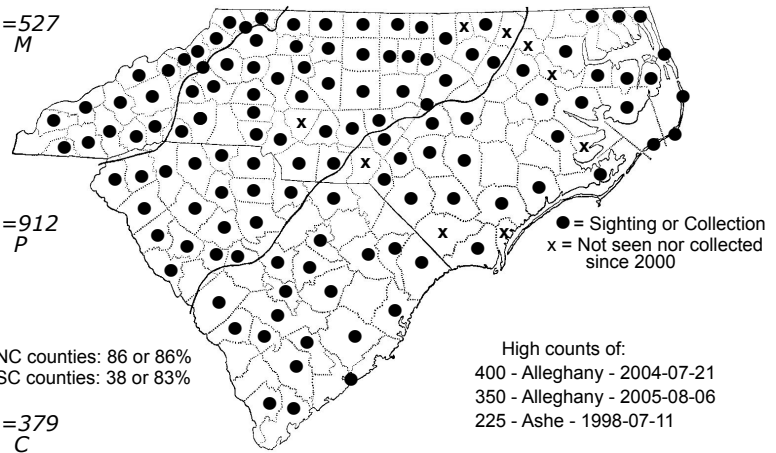 =527
M
=912
P
● = Sighting or Collection
x = Not seen nor collected
since 2000
NC counties: 86 or 86%
SC counties: 38 or 83%
High counts of:
400 - Alleghany - 2004-07-21
350 - Alleghany - 2005-08-06
225 - Ashe - 1998-07-11
=379
C